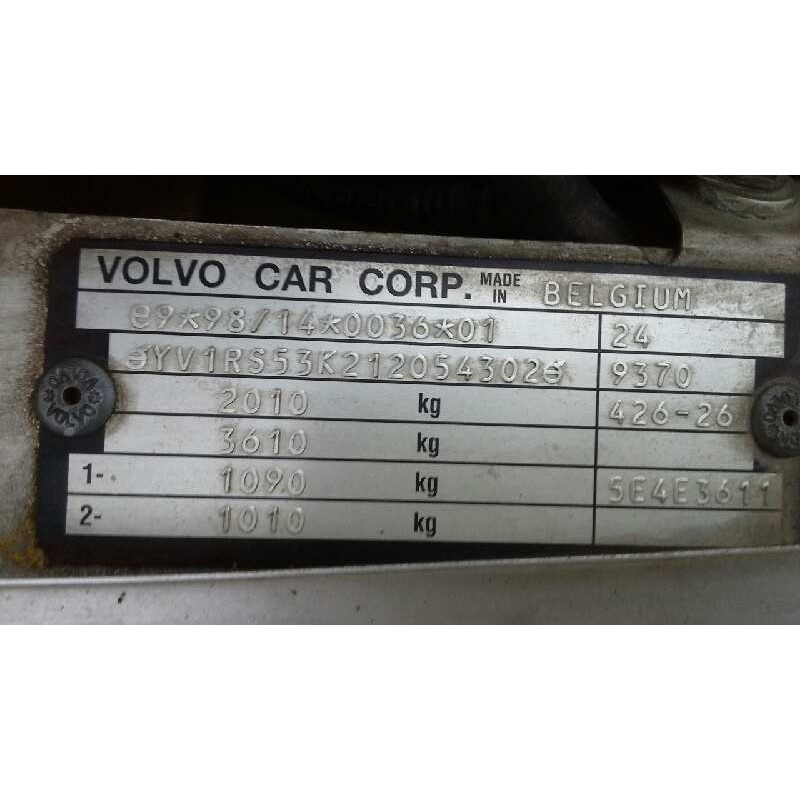 VOLVO CAR CORP. MADE IN BELGIUM
e9*98/14*0036*01 24
YV1RS53K212054302 9370
2010 kg 426-26
3610 kg
1- 1090 kg 5E4E3611
2- 1010 kg